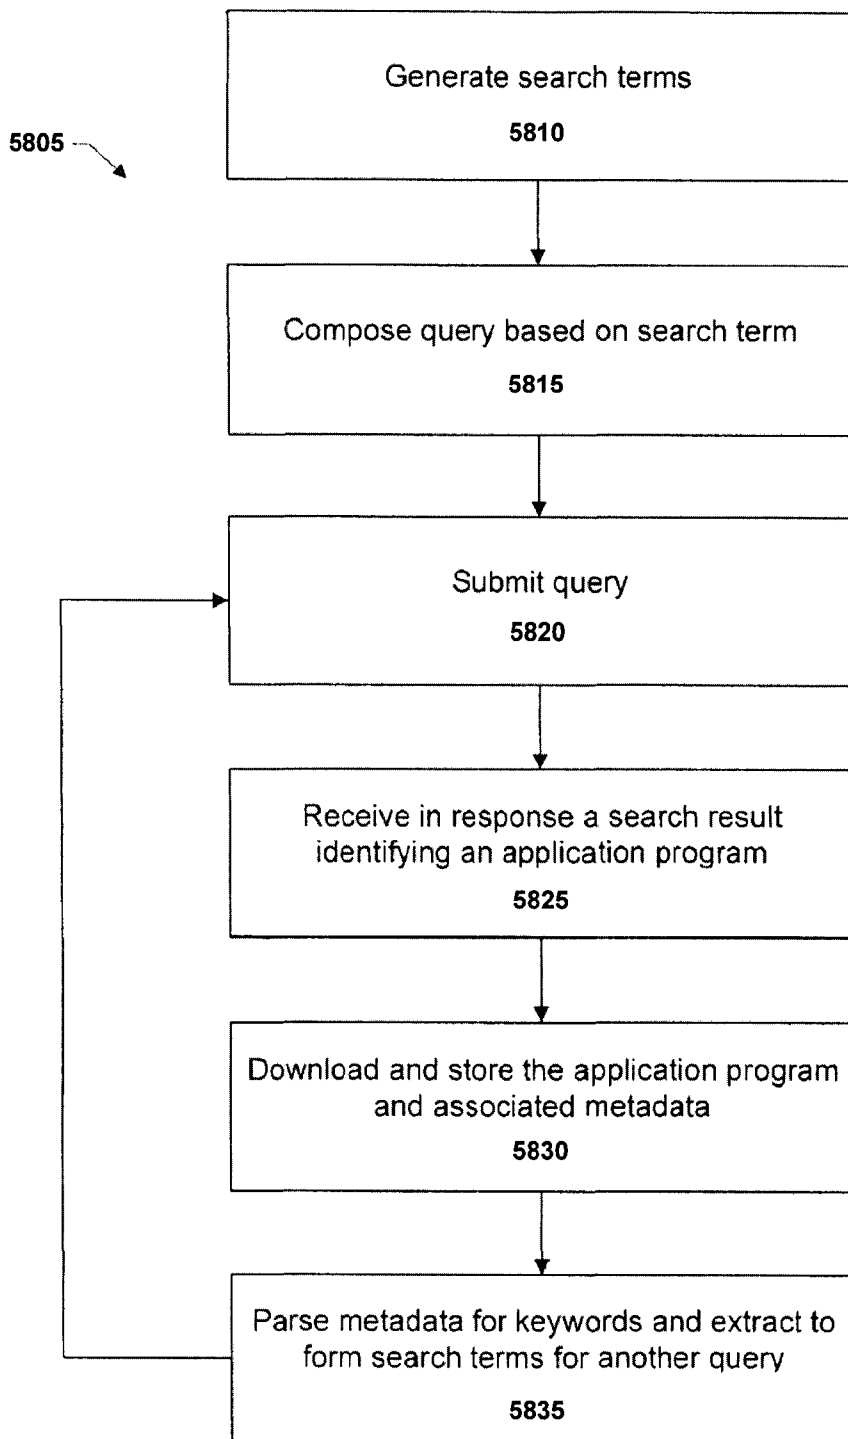 Generate search terms
5810
5805
Compose query based on search term
5815
Submit query
5820
Receive in response a search result
identifying an application program
5825
Download and store the application program
and associated metadata
5830
Parse metadata for keywords and extract to
form search terms for another query
5835